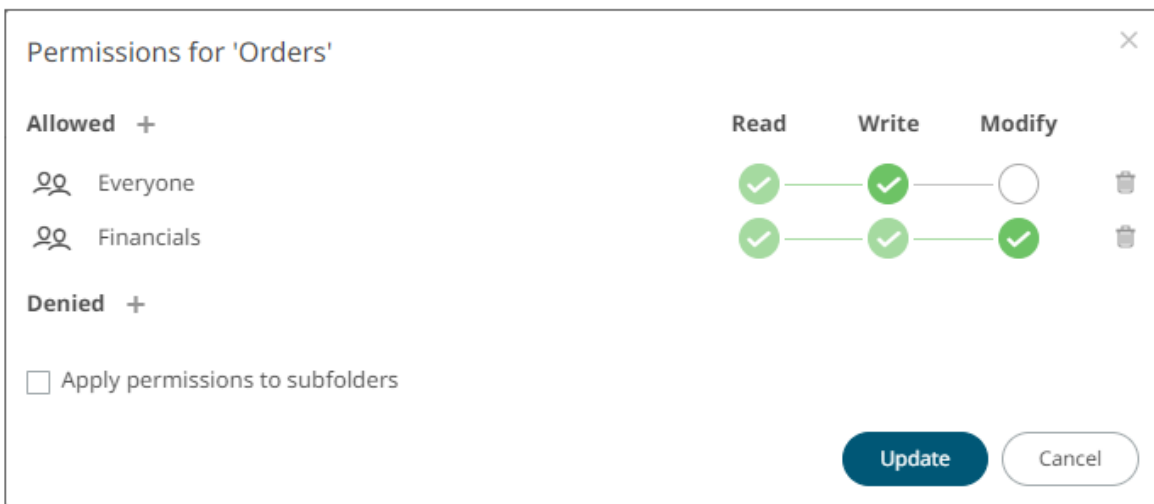 Permissions for 'Orders'
Allowed + Read Write Modify
Everyone
Financials
Denied +
Apply permissions to subfolders
Update Cancel